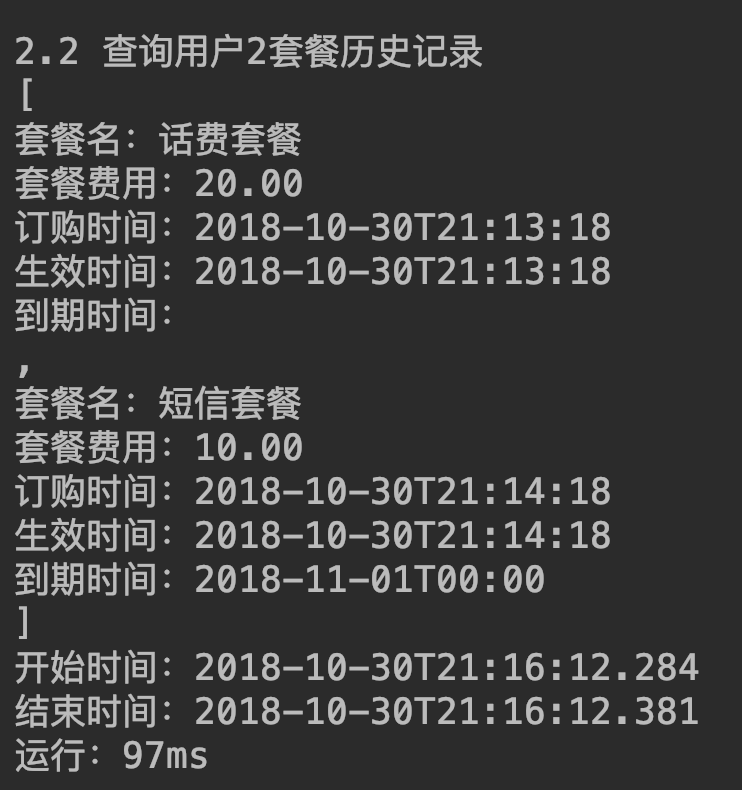 2.2 查询用户2套餐历史记录
[
套餐名：话费套餐
套餐费用：20.00
订购时间：2018-10-30T21:13:18
生效时间：2018-10-30T21:13:18
到期时间：
,
套餐名：短信套餐
套餐费用：10.00
订购时间：2018-10-30T21:14:18
生效时间：2018-10-30T21:14:18
到期时间：2018-11-01T00:00
]
开始时间：2018-10-30T21:16:12.284
结束时间：2018-10-30T21:16:12.381
运行：97ms